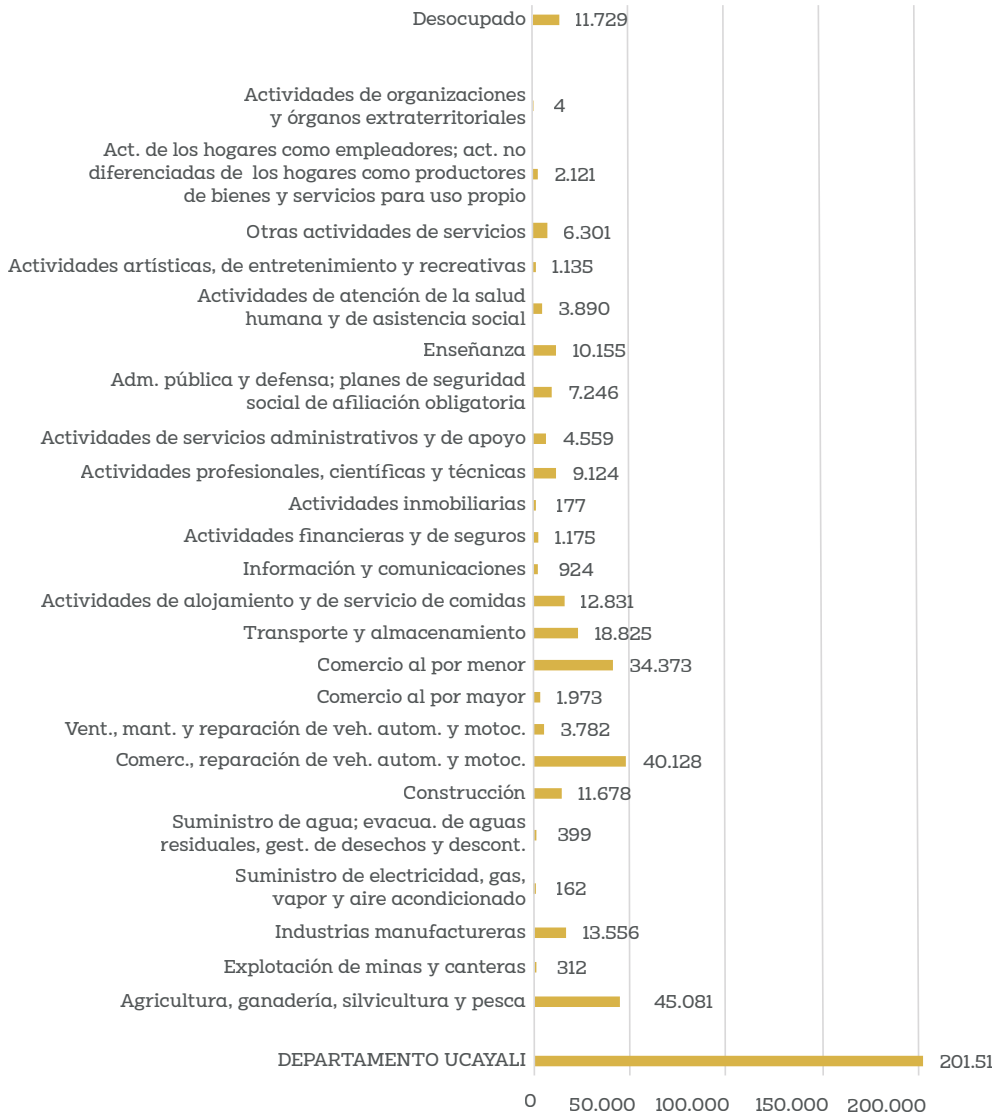 Desocupado 11.729
Actividades de organizaciones
y órganos extraterritoriales 4
Act. de los hogares como empleadores; act. no
diferenciadas de los hogares como productores 2.121
de bienes y servicios para uso propio
Otras actividades de servicios 6.301
Actividades artísticas, de entretenimiento y recreativas 1.135
Actividades de atención de la salud
humana y de asistencia social 3.890
Enseñanza 10.155
Adm. pública y defensa; planes de seguridad
social de afiliación obligatoria 7.246
Actividades de servicios administrativos y de apoyo 4.559
Actividades profesionales, científicas y técnicas 9.124
Actividades inmobiliarias 177
Actividades financieras y de seguros 1.175
Información y comunicaciones 924
Actividades de alojamiento y de servicio de comidas 12.831
Transporte y almacenamiento 18.825
Comercio al por menor 34.373
Comercio al por mayor 1.973
Vent., mant. y reparación de veh. autom. y motoc. 3.782
Comerc., reparación de veh. autom. y motoc. 40.128
Construcción 11.678
Suministro de agua; evacua. de aguas
residuales, gest. de desechos y descont. 399
Suministro de electricidad, gas,
vapor y aire acondicionado 162
Industrias manufactureras 13.556
Explotación de minas y canteras 312
Agricultura, ganadería, silvicultura y pesca 45.081
DEPARTAMENTO UCAYALI 201.51
0 50.000 100.000 150.000 200.000